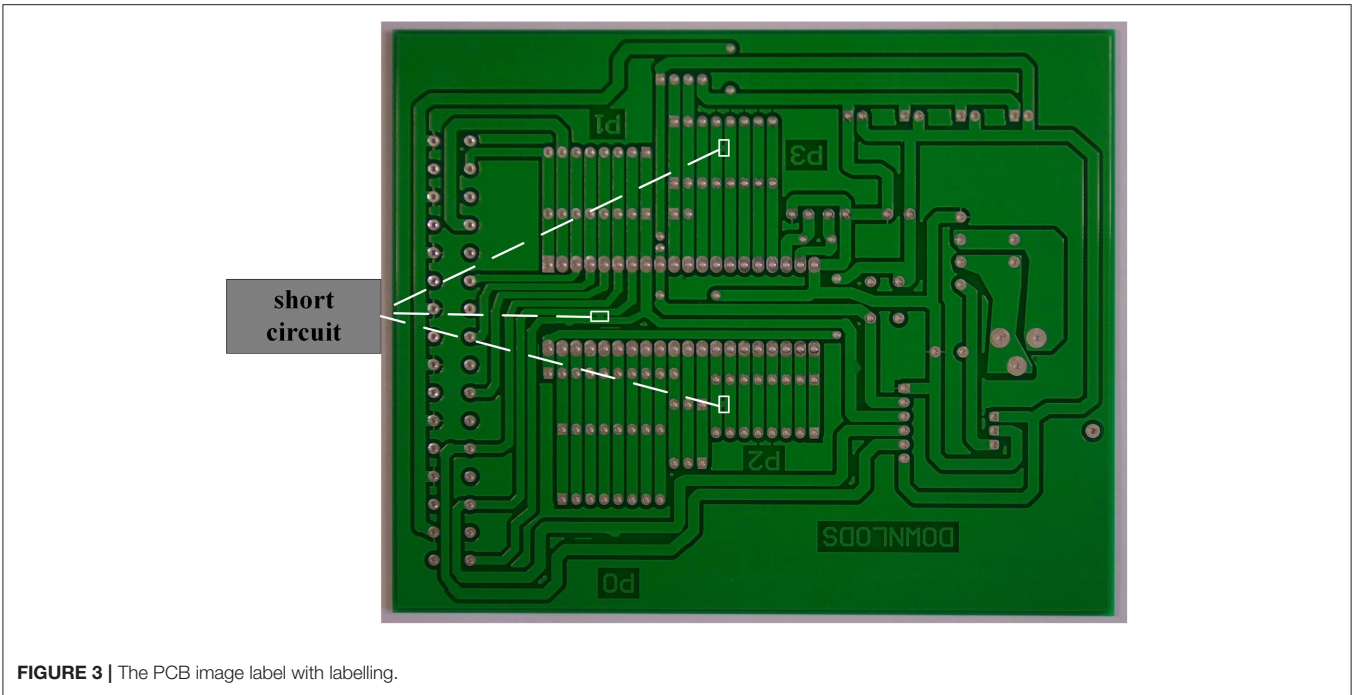 P1
P3
short
circuit
P2
DOWNLODS
P0
FIGURE 3 | The PCB image label with labelling.